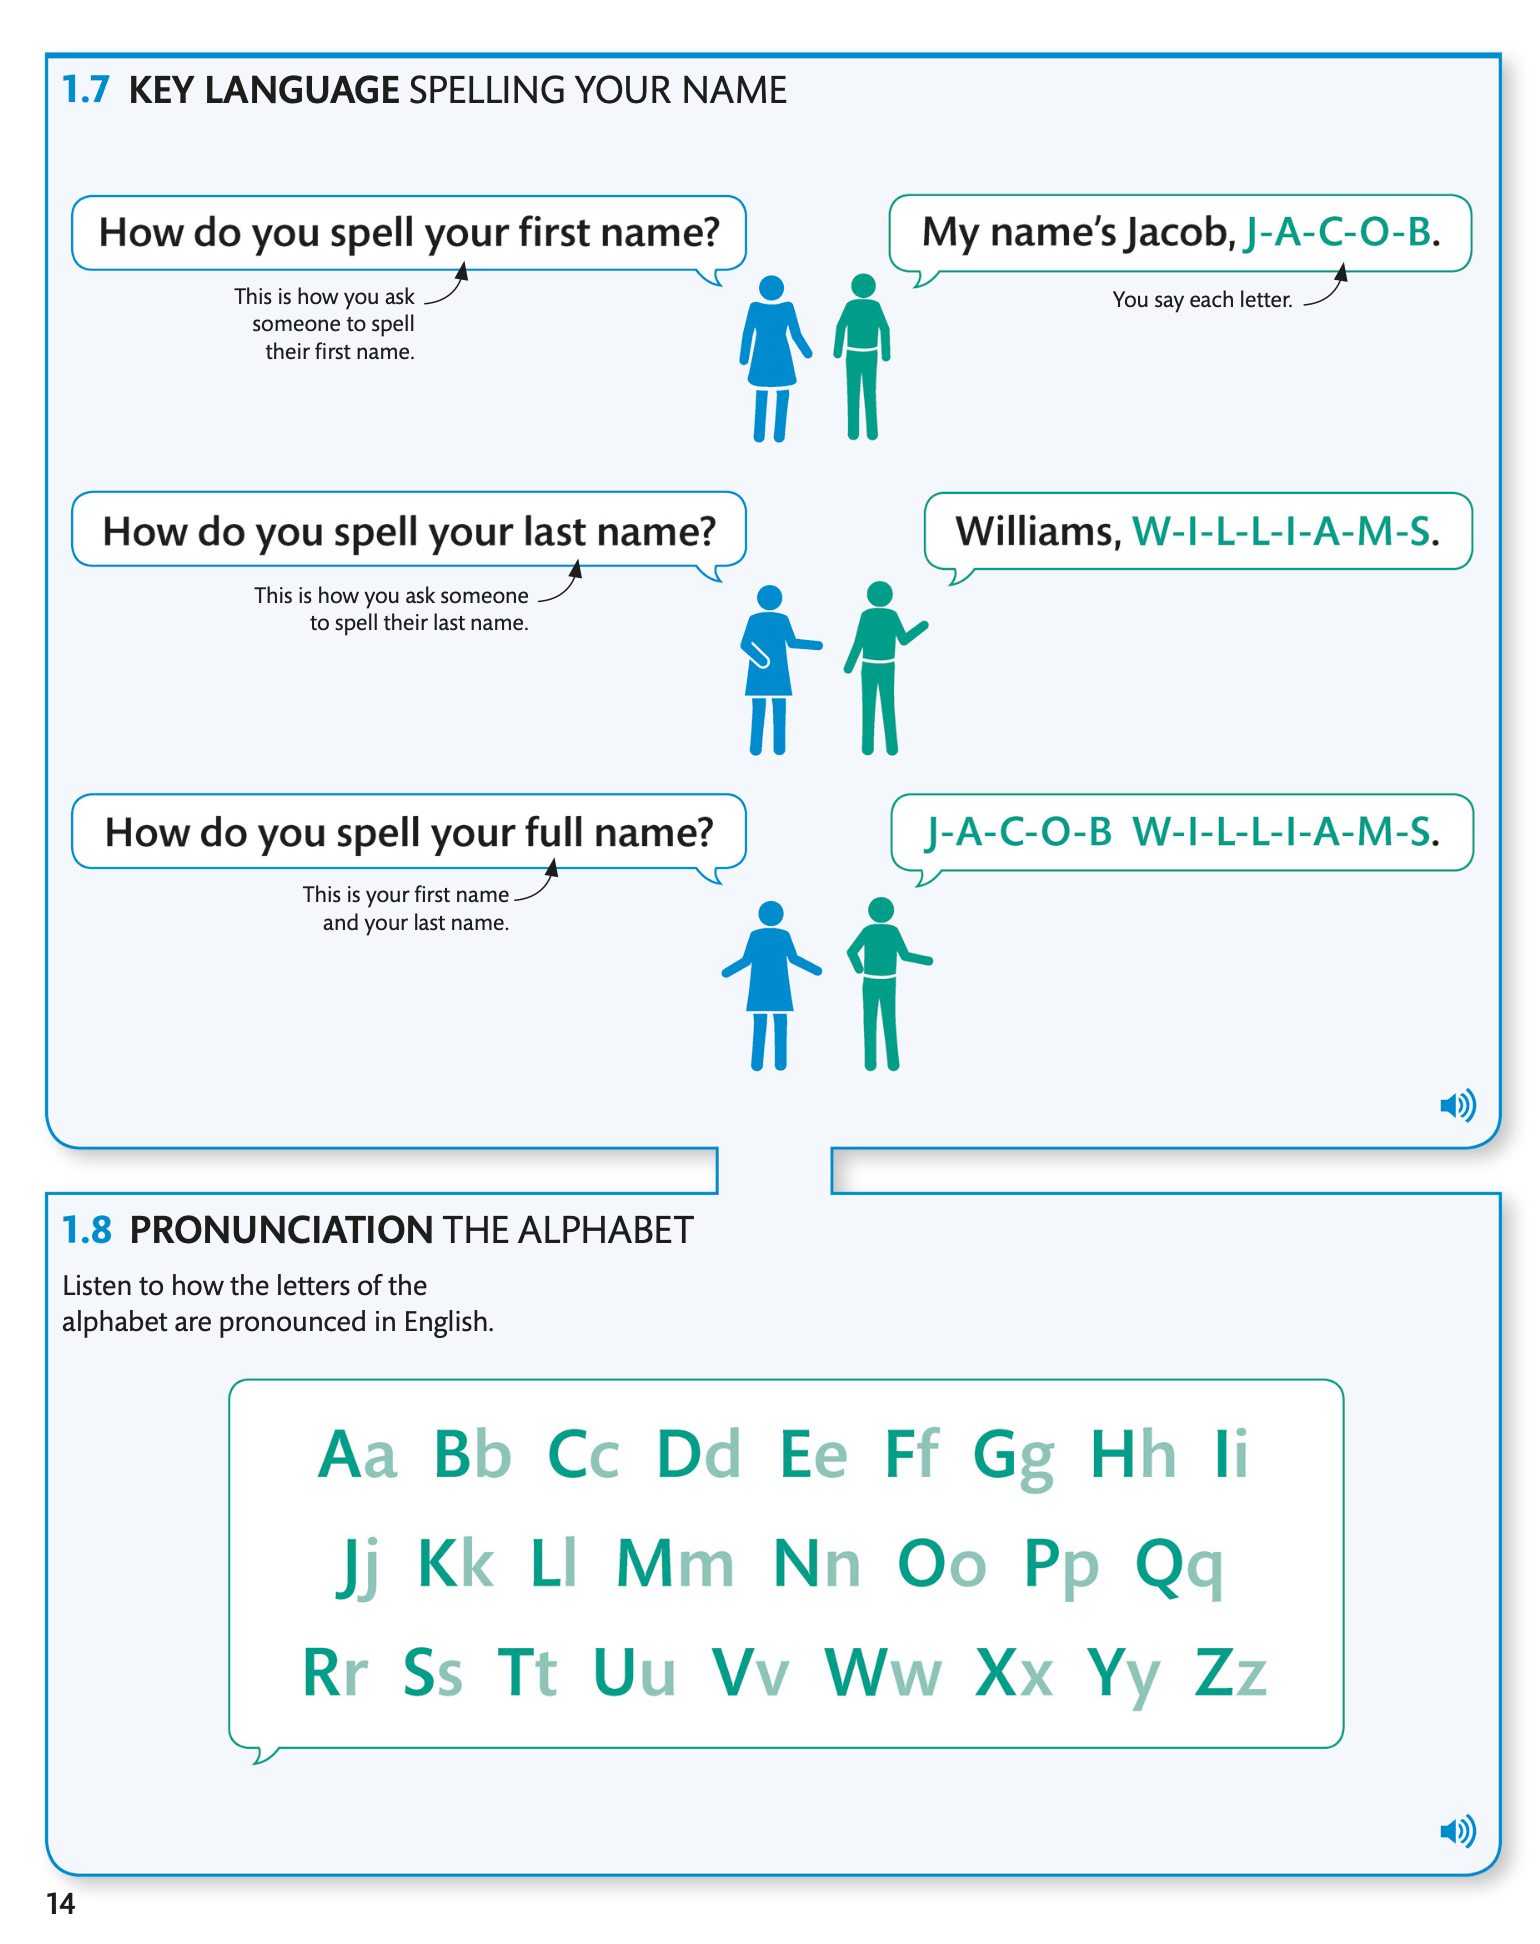 1.7 KEY LANGUAGE SPELLING YOUR NAME
How do you spell your first name?
This is how you ask
someone to spell
their first name.
My name’s Jacob, J-A-C-O-B.
You say each letter.
How do you spell your last name?
This is how you ask someone
to spell their last name.
Williams, W-I-L-L-I-A-M-S.
How do you spell your full name?
This is your first name
and your last name.
J-A-C-O-B W-I-L-L-I-A-M-S.
1.8 PRONUNCIATION THE ALPHABET
Listen to how the letters of the
alphabet are pronounced in English.
Aa Bb Cc Dd Ee Ff Gg Hh Ii
Jj Kk Ll Mm Nn Oo Pp Qq
Rr Ss Tt Uu Vv Ww Xx Yy Zz
14